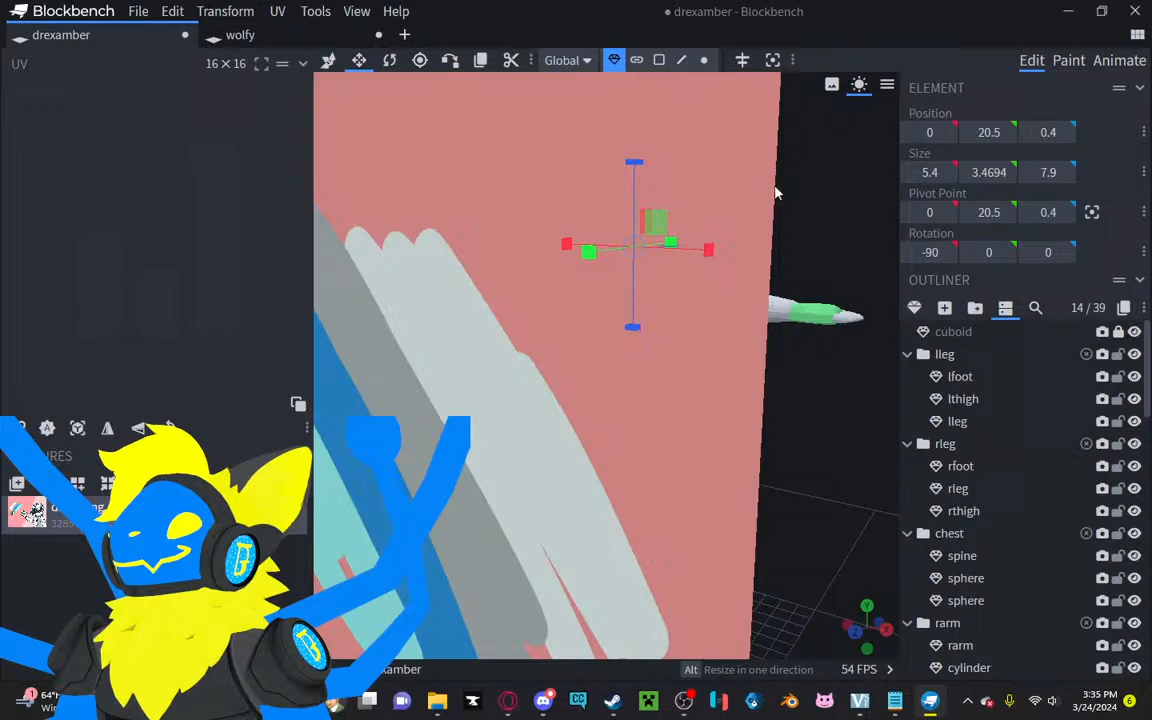 Blockbench File Edit Transform UV Tools View Help
drexamber - Blockbench
drexamber
wolfy
UV
16 × 16
Global
Edit Paint Animate
ELEMENT
Position
0 20.5 0.4
Size
5.4 3.4694 7.9
Pivot Point
0 20.5 0.4
Rotation
-90 0 0
OUTLINER
14 / 39
cuboid
lleg
lfoot
lthigh
lleg
rleg
rfoot
rleg
rthigh
chest
spine
sphere
sphere
rarm
rarm
cylinder
Alt Resize in one direction
54 FPS
1
64°
3:35 PM
3/24/2024
6